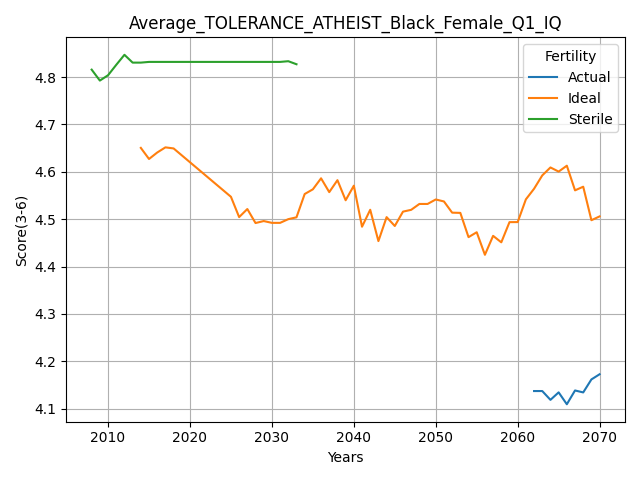 Average_TOLERANCE_ATHEIST_Black_Female_Q1_IQ
Score(3-6)
4.8
4.7
4.6
4.5
4.4
4.3
4.2
4.1
Fertility
Actual
Ideal
Sterile
2010 2020 2030 2040 2050 2060 2070
Years